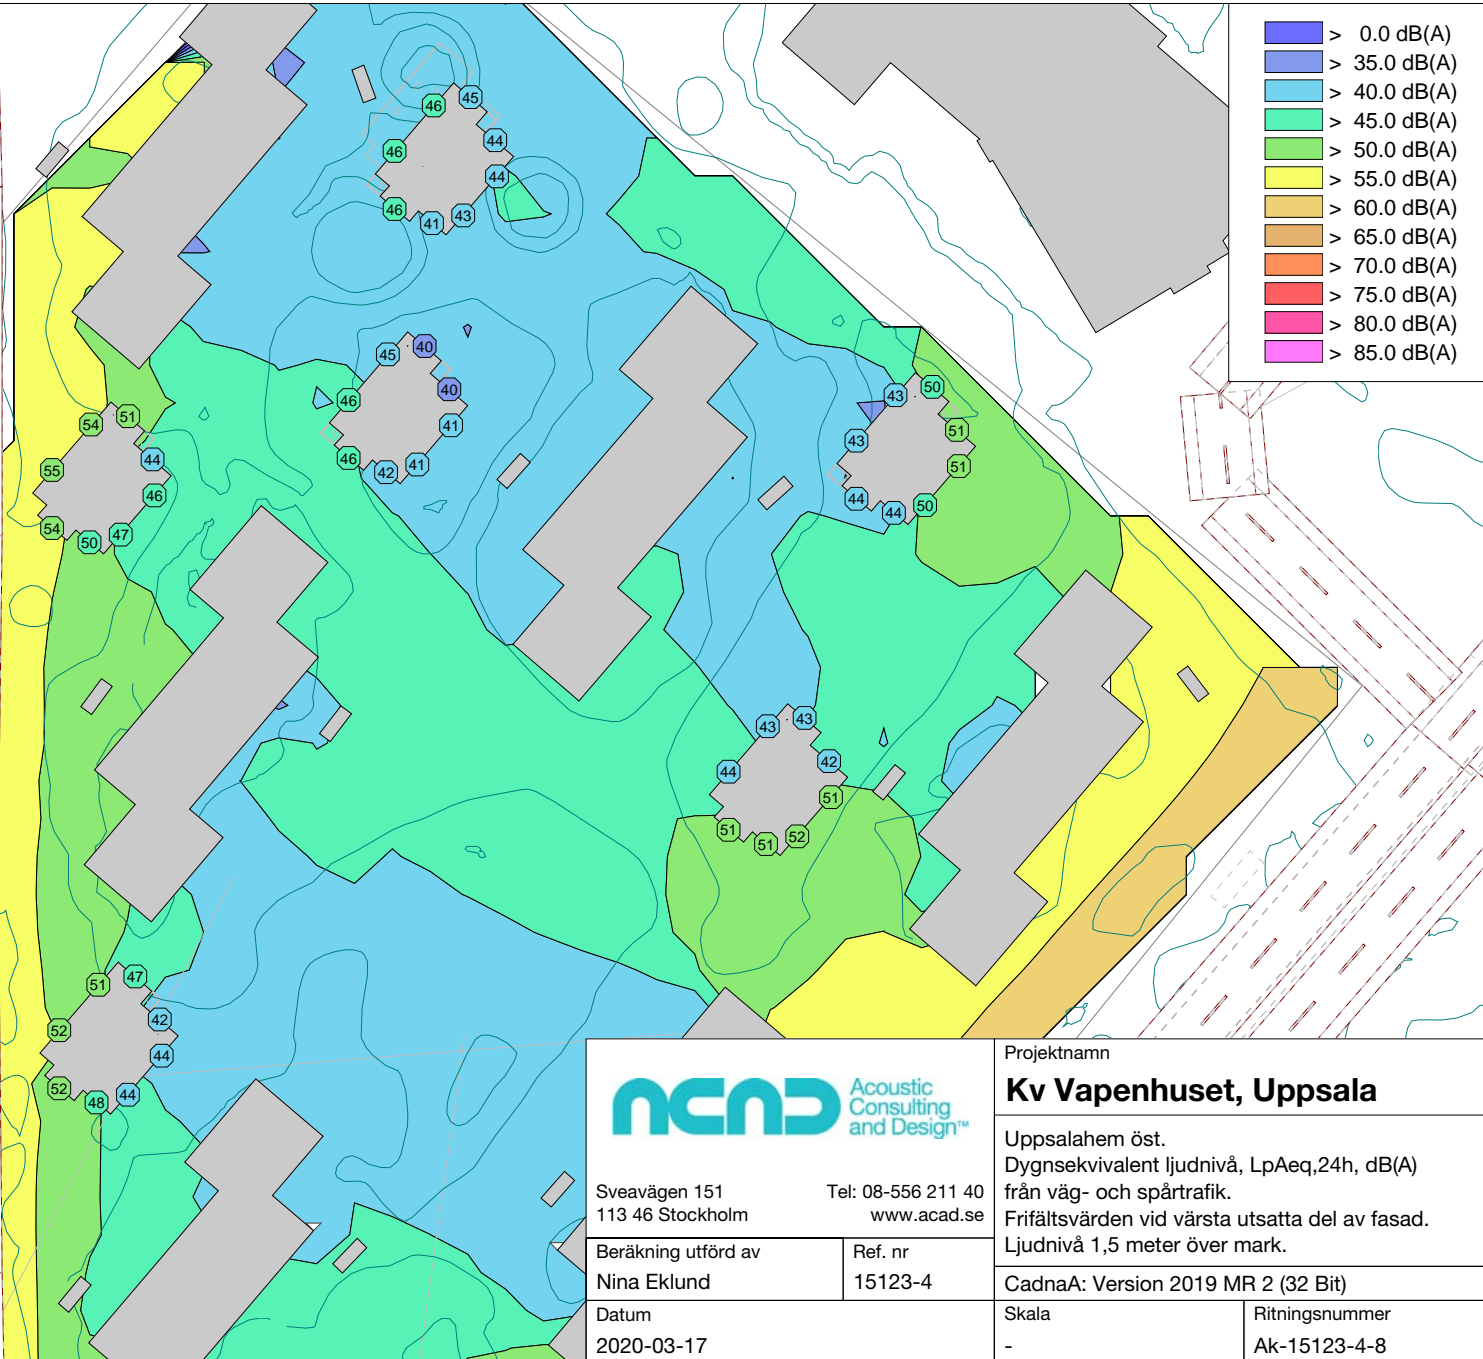 > 0.0 dB(A)
> 35.0 dB(A)
> 40.0 dB(A)
> 45.0 dB(A)
> 50.0 dB(A)
> 55.0 dB(A)
> 60.0 dB(A)
> 65.0 dB(A)
> 70.0 dB(A)
> 75.0 dB(A)
> 80.0 dB(A)
> 85.0 dB(A)
46
45
44
44
43
41
46
46
45
40
40
41
41
42
46
46
54
51
44
46
47
50
54
55
43
50
51
51
50
44
44
43
43
43
42
51
52
51
51
44
51
47
42
44
44
48
52
52
acad
Acoustic
Consulting
and Design™
Sveavägen 151
113 46 Stockholm
Tel: 08-556 211 40
www.acad.se
Beräkning utförd av
Nina Eklund
Ref. nr
15123-4
Datum
2020-03-17
Projektnamn
Kv Vapenhuset, Uppsala
Uppsalahem öst.
Dygnsekvivalent ljudnivå, LpAeq,24h, dB(A)
från väg- och spårtrafik.
Frifältsvärden vid värsta utsatta del av fasad.
Ljudnivå 1,5 meter över mark.
CadnaA: Version 2019 MR 2 (32 Bit)
Skala
-
Ritningsnummer
Ak-15123-4-8